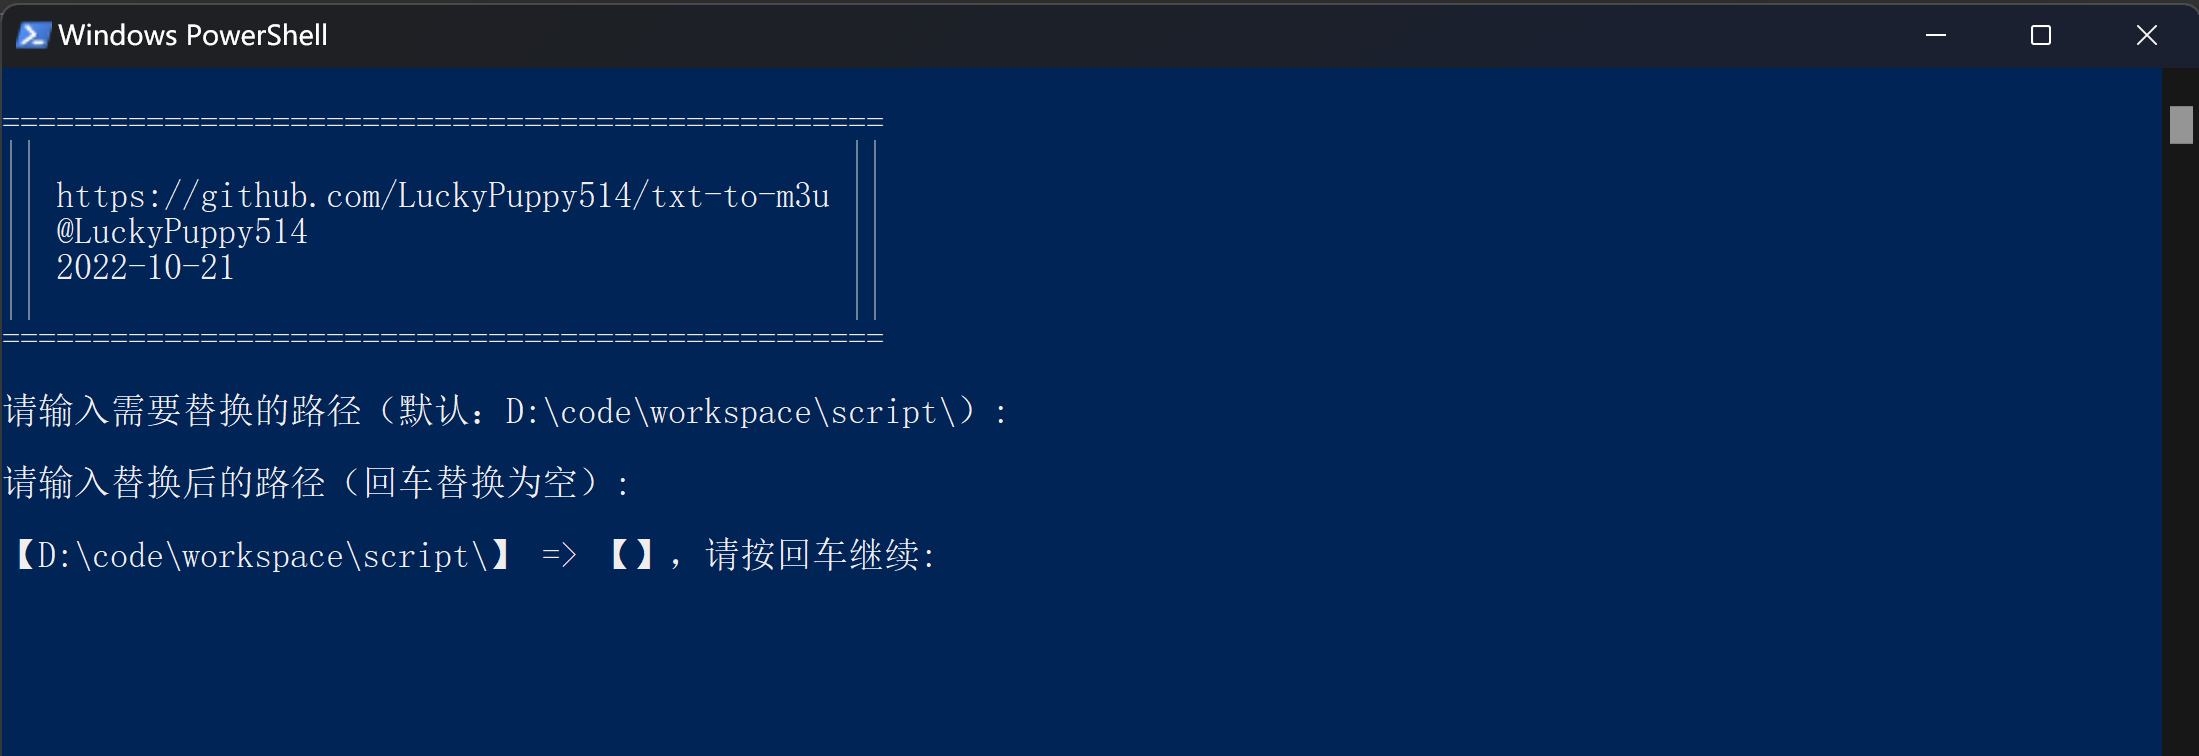 Windows PowerShell
=================================================
https://github.com/LuckyPuppy514/txt-to-m3u
@LuckyPuppy514
2022-10-21
=================================================
请输入需要替换的路径（默认：D:\code\workspace\script\）:
请输入替换后的路径（回车替换为空）:
【D:\code\workspace\script\】 => 【】，请按回车继续: